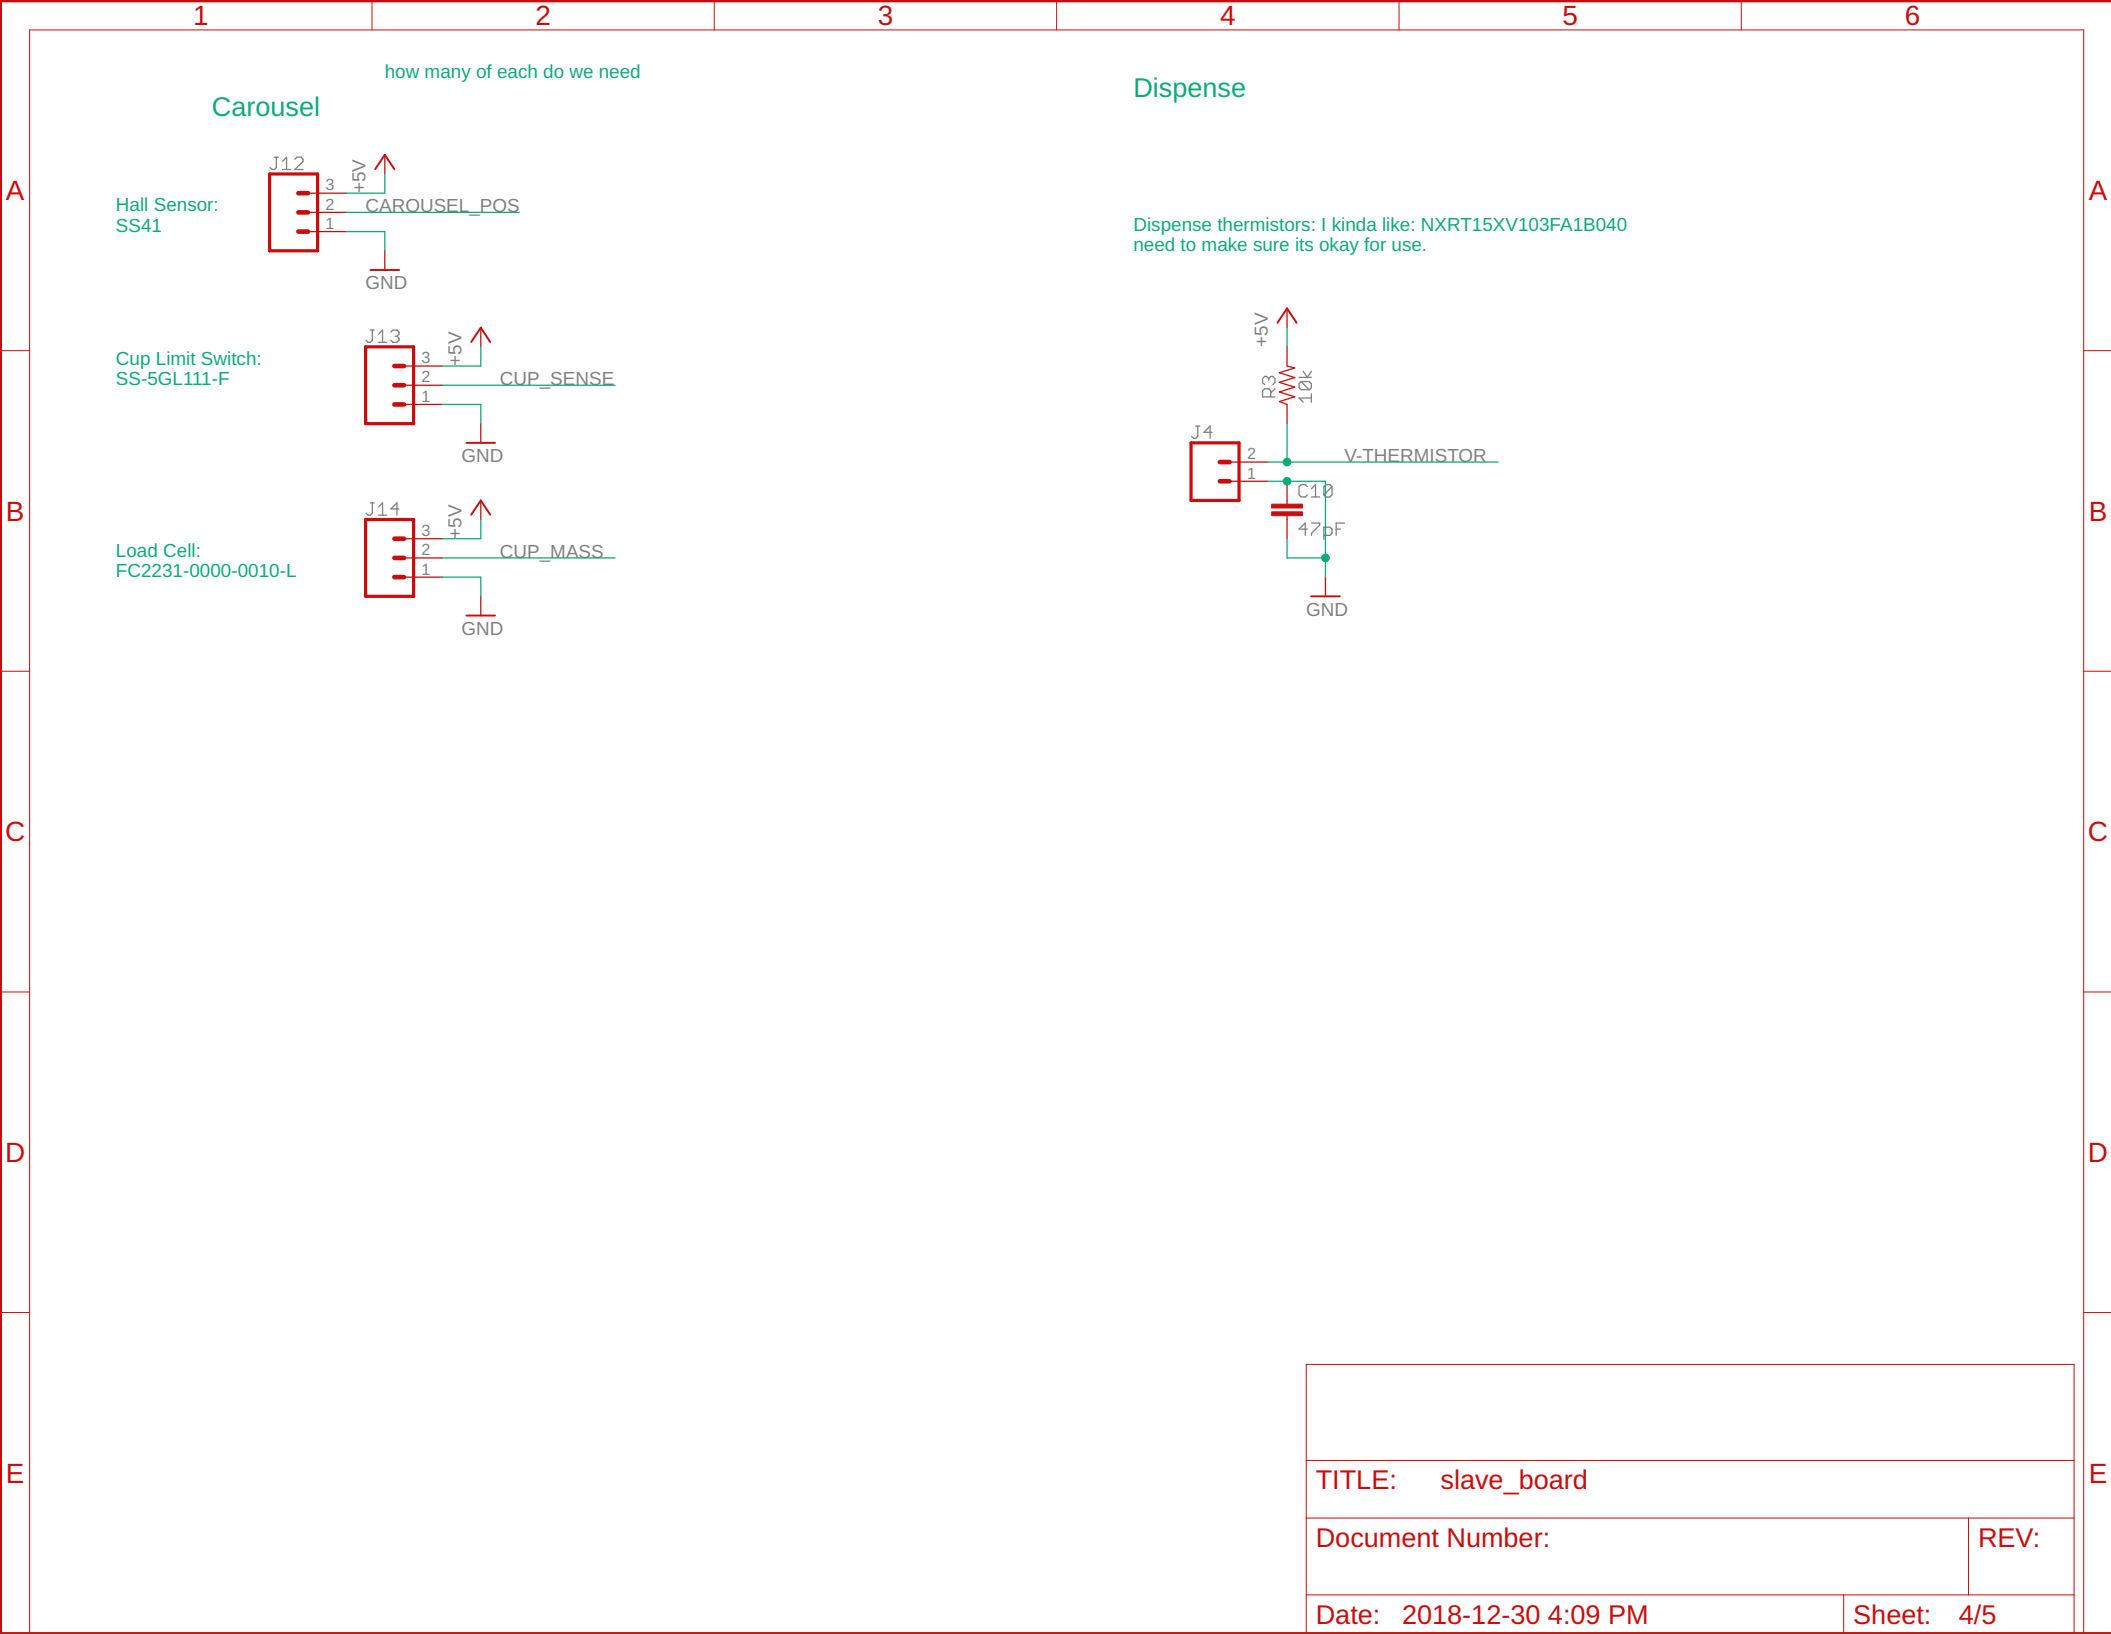 1 2 3 4 5 6
how many of each do we need
Carousel
Dispense
A
A
J12
+5V
3
2
1
CAROUSEL_POS
GND
Hall Sensor:
SS41
Dispense thermistors: I kinda like: NXRT15XV103FA1B040
need to make sure its okay for use.
J13
+5V
3
2
1
CUP_SENSE
GND
Cup Limit Switch:
SS-5GL111-F
+5V
R3
10k
J4
2
1
V-THERMISTOR
C10
47pF
GND
B
B
J14
+5V
3
2
1
CUP_MASS
GND
Load Cell:
FC2231-0000-0010-L
C
C
D
D
E
E
TITLE: slave_board
Document Number:
REV:
Date: 2018-12-30 4:09 PM
Sheet: 4/5